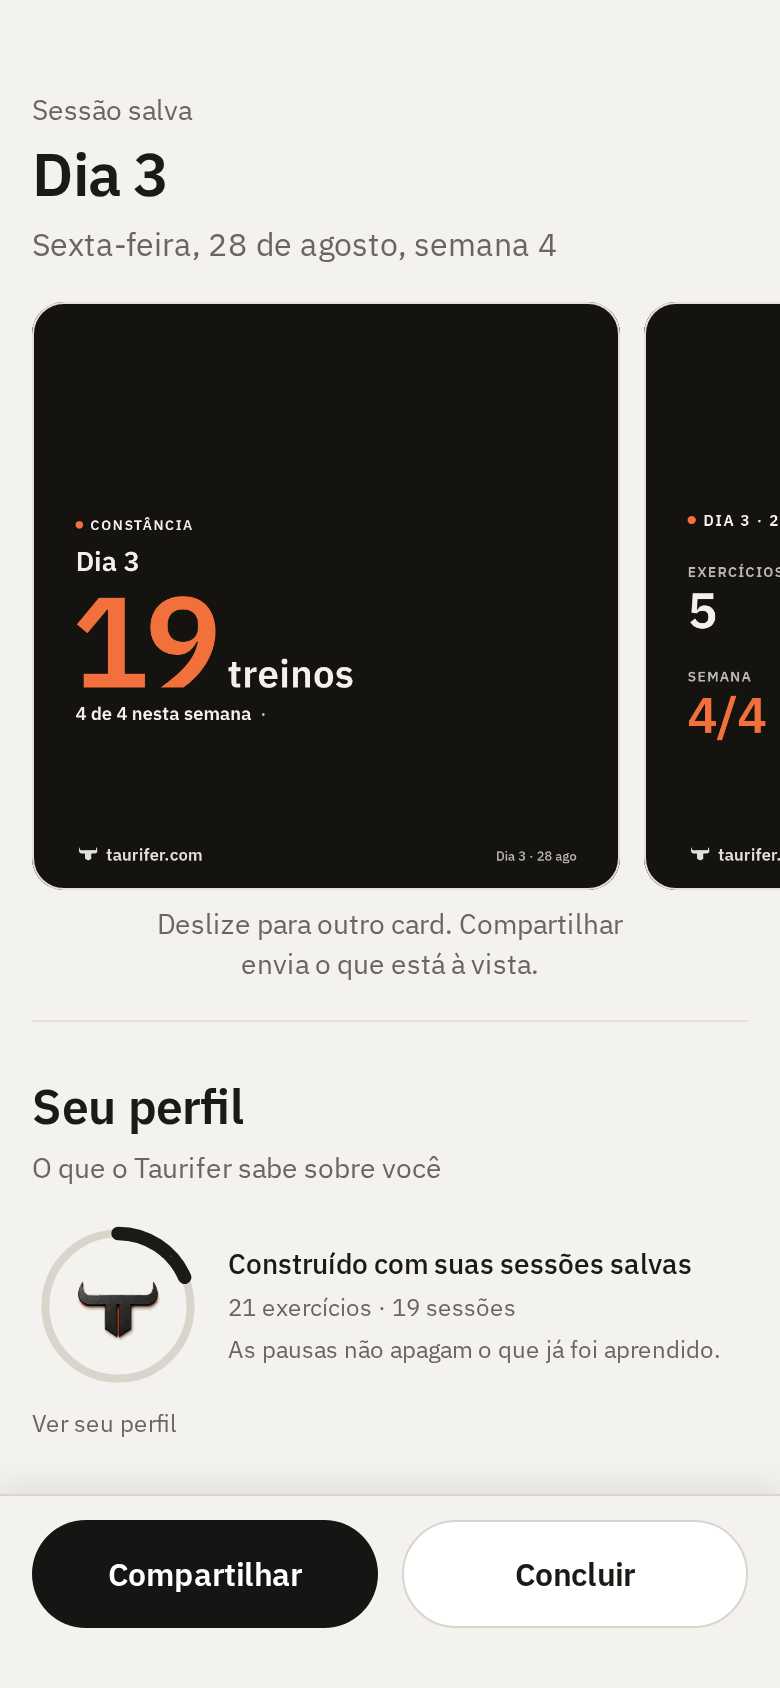 Sessão salva
Dia 3
Sexta-feira, 28 de agosto, semana 4
CONSTÂNCIA
Dia 3
19 treinos
4 de 4 nesta semana ·
taurifer.com
Dia 3 · 28 ago
DIA 3 · 2
EXERCÍCIOS
5
SEMANA
4/4
taurifer.
Deslize para outro card. Compartilhar
envia o que está à vista.
Seu perfil
O que o Taurifer sabe sobre você
Construído com suas sessões salvas
21 exercícios · 19 sessões
As pausas não apagam o que já foi aprendido.
Ver seu perfil
Compartilhar
Concluir